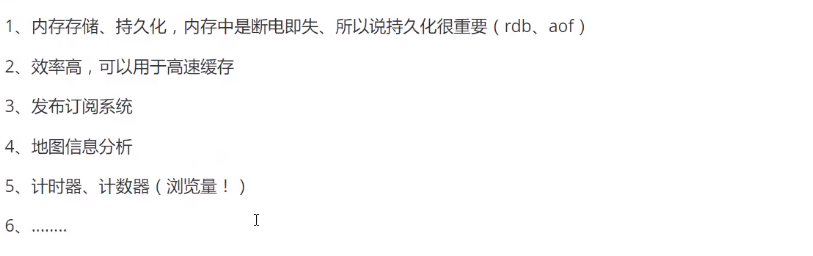 1、内存存储、持久化，内存中是断电即失、所以说持久化很重要（rdb、aof）
2、效率高，可以用于高速缓存
3、发布订阅系统
4、地图信息分析
5、计时器、计数器（浏览量！）
6、........